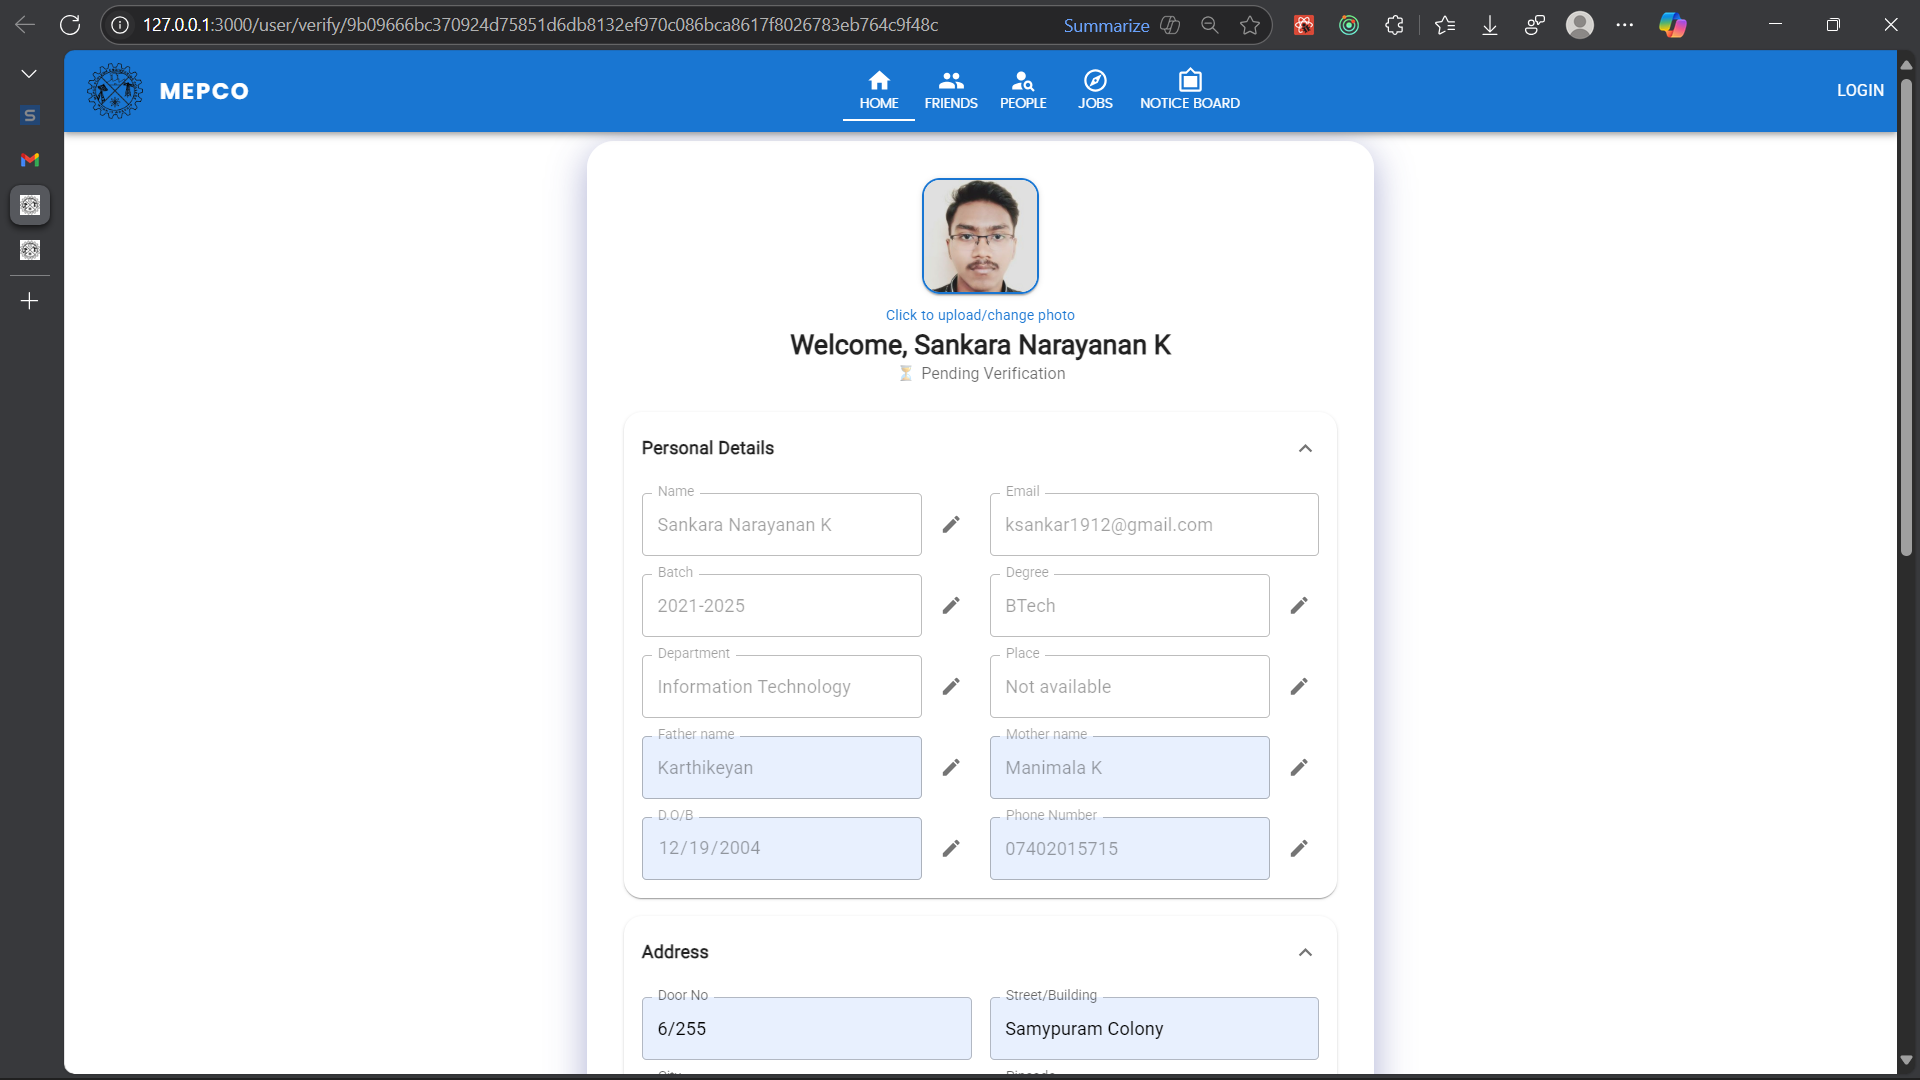 127.0.0.1:3000/user/verify/9b09666bc370924d75851d6db8132ef970c086bca8617f8026783eb764c9f48c
Summarize
S
MEPCO
HOME
FRIENDS
PEOPLE
JOBS
NOTICE BOARD
LOGIN
Click to upload/change photo
Welcome, Sankara Narayanan K
⏳ Pending Verification
Personal Details
Name
Email
Sankara Narayanan K
ksankar1912@gmail.com
Batch
Degree
2021-2025
BTech
Department
Place
Information Technology
Not available
Father name
Mother name
Karthikeyan
Manimala K
D.O/B
Phone Number
12/19/2004
07402015715
Address
Door No
Street/Building
6/255
Samypuram Colony
City
Pincode